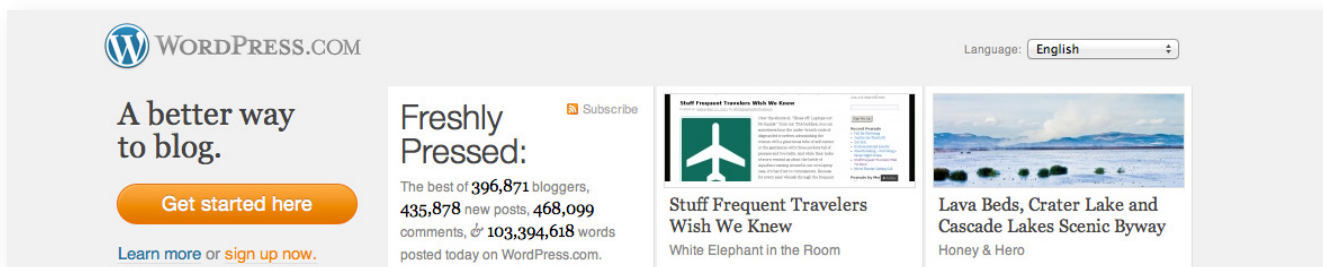 WORDPRESS.COM
Language: English
A better way
to blog.
Get started here
Learn more or sign up now.
Freshly
Pressed:
Subscribe
The best of 396,871 bloggers,
435,878 new posts, 468,099
comments, & 103,394,618 words
posted today on WordPress.com.
Stuff Frequent Travelers Wish We Knew
Stuff Frequent Travelers
Wish We Knew
White Elephant in the Room
Lava Beds, Crater Lake and
Cascade Lakes Scenic Byway
Honey & Hero